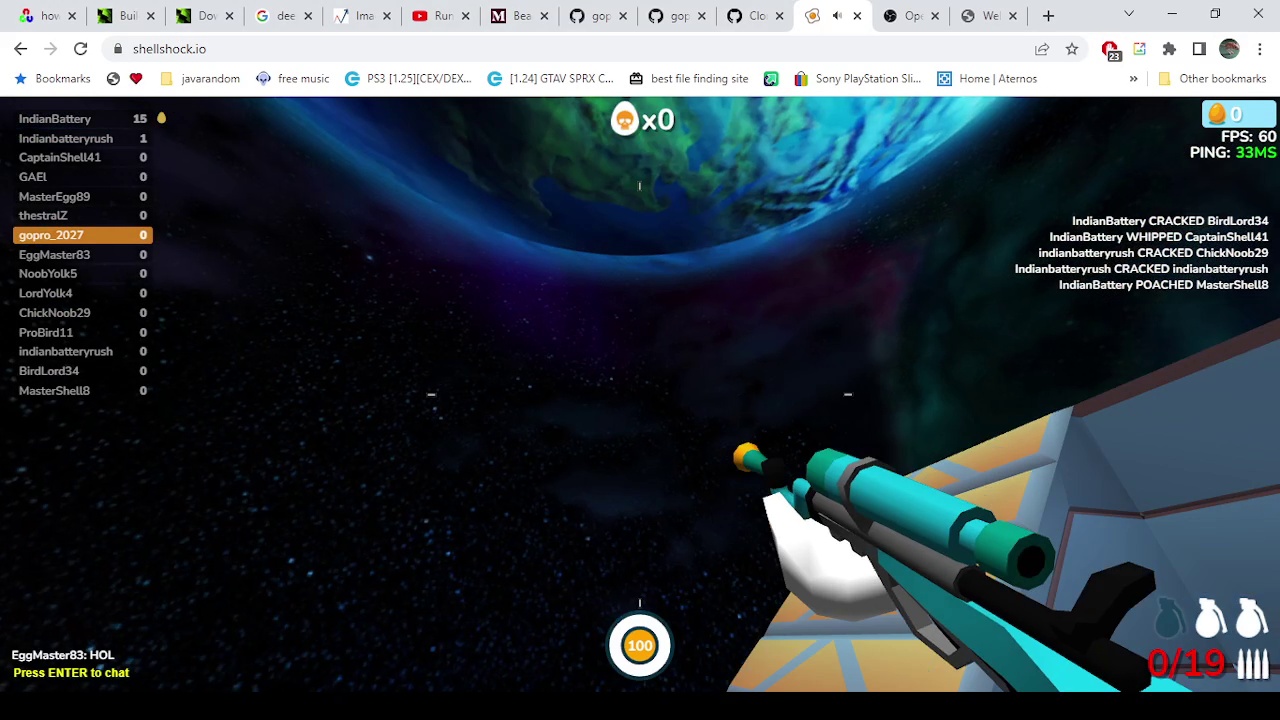 how
Buil
Dov
dee
Ima
Run
Bea
gop
gop
Clo
Ope
Wel
shellshock.io
23
Bookmarks
javarandom
free music
PS3 [1.25][CEX/DEX...
[1.24] GTAV SPRX C...
best file finding site
Sony PlayStation Sli...
Home | Aternos
»
Other bookmarks
IndianBattery 15
Indianbatteryrush 1
CaptainShell41 0
GAEl 0
MasterEgg89 0
thestralZ 0
gopro_2027 0
EggMaster83 0
NoobYolk5 0
LordYolk4 0
ChickNoob29 0
ProBird11 0
indianbatteryrush 0
BirdLord34 0
MasterShell8 0
x0
0
FPS: 60
PING: 33MS
IndianBattery CRACKED BirdLord34
IndianBattery WHIPPED CaptainShell41
indianbatteryrush CRACKED ChickNoob29
Indianbatteryrush CRACKED indianbatteryrush
IndianBattery POACHED MasterShell8
100
EggMaster83: HOL
Press ENTER to chat
0/19